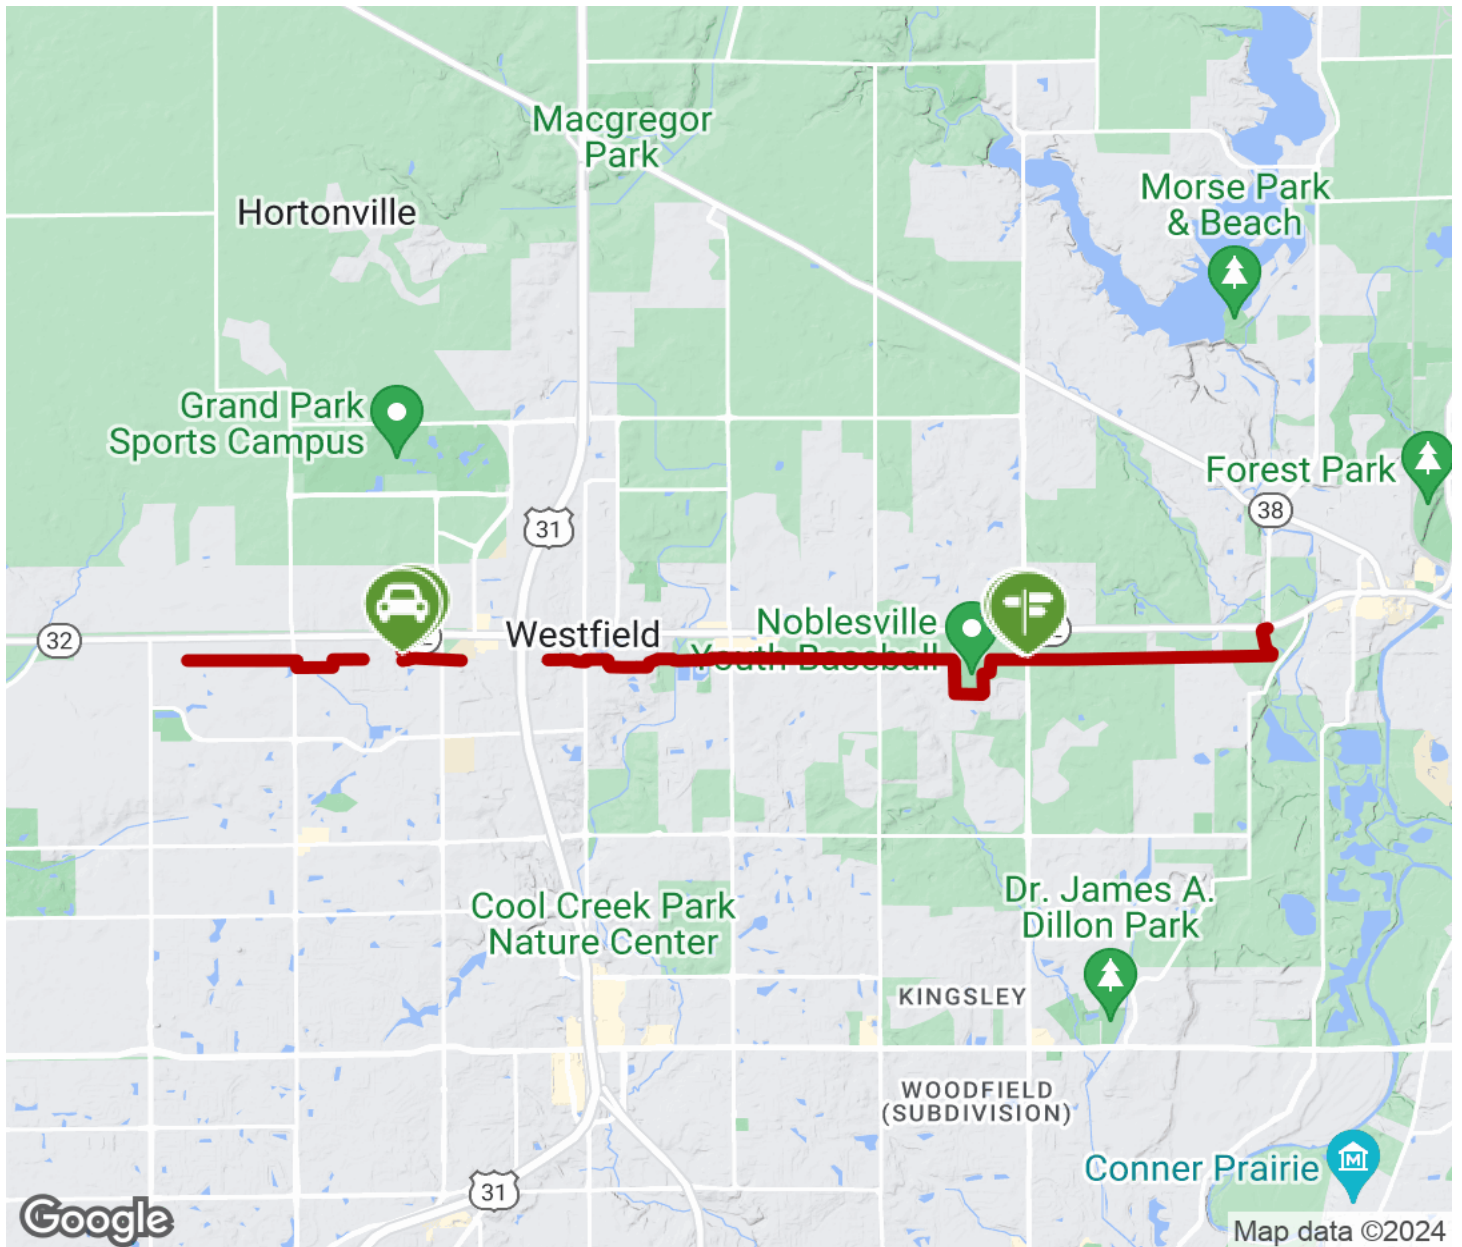 Macgregor
Park
Morse Park
& Beach
Hortonville
Grand Park
Sports Campus
Forest Park
38
31
32
Westfield
Noblesville
Youth Baseball
Dr. James A.
Dillon Park
Cool Creek Park
Nature Center
KINGSLEY
WOODFIELD
(SUBDIVISION)
Conner Prairie
M
31
Google
Map data ©2024